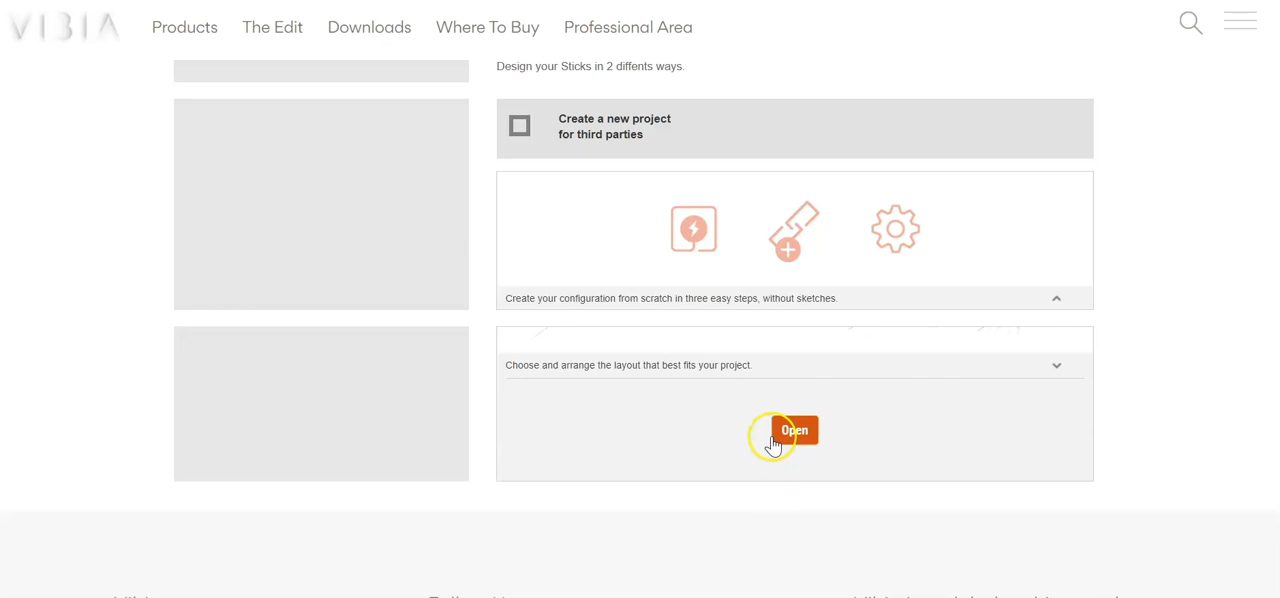 VIBIA
Products
The Edit
Downloads
Where To Buy
Professional Area
Design your Sticks in 2 diffents ways.
Create a new project
for third parties
Create your configuration from scratch in three easy steps, without sketches.
Choose and arrange the layout that best fits your project.
Open